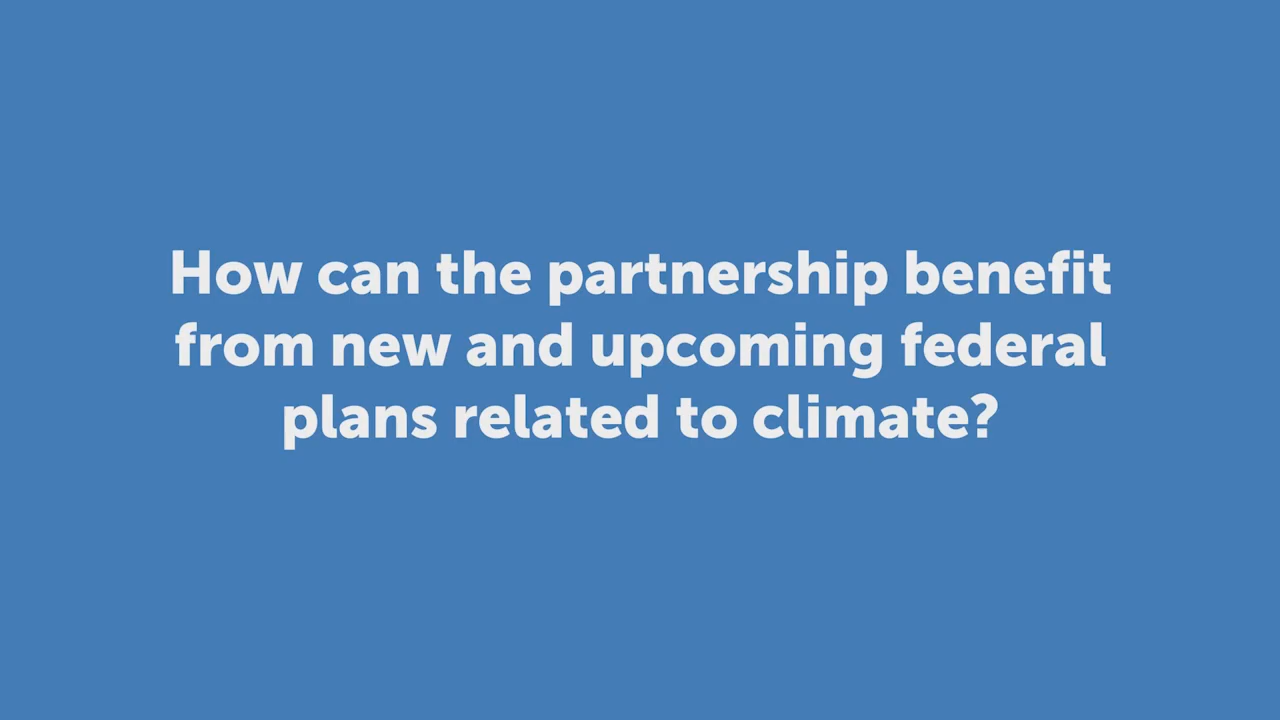 How can the partnership benefit
from new and upcoming federal
plans related to climate?